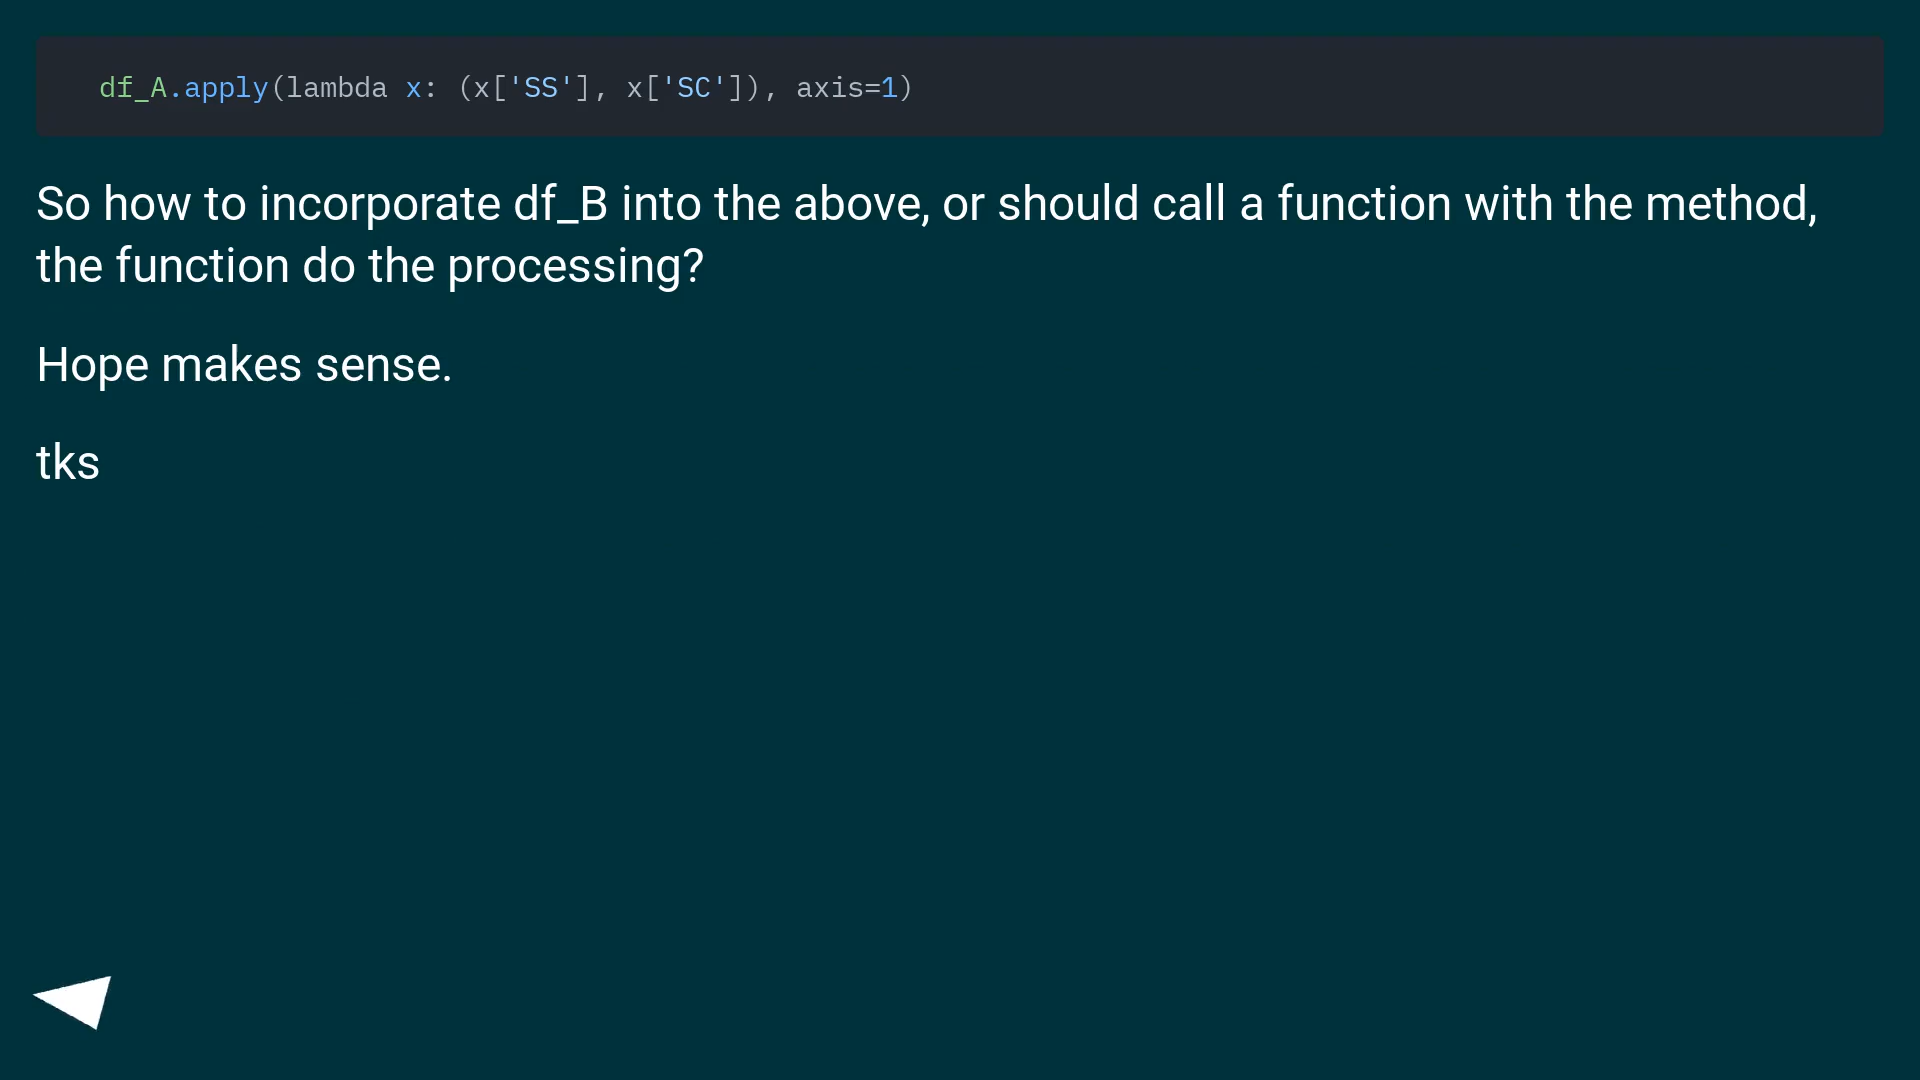 df_A.apply(lambda x: (x['SS'], x['SC']), axis=1)
So how to incorporate df_B into the above, or should call a function with the method,
the function do the processing?
Hope makes sense.
tks